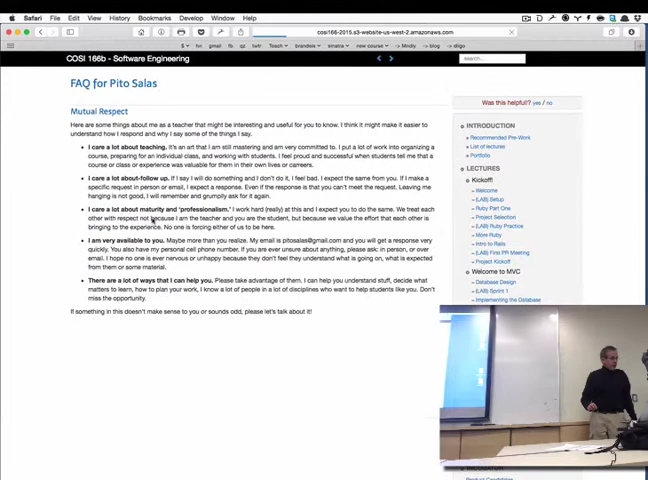 Safari File Edit View History Bookmarks Develop Window Help
cosi166-2015.s3-website-us-west-2.amazonaws.com
hn gmail fb qz twtr Teach brandeis sinatra new course -> Mndly -> blog -> diigo
COSI 166b - Software Engineering
search...
FAQ for Pito Salas
Mutual Respect
Here are some things about me as a teacher that might be interesting and useful for you to know. I think it might make it easier to
understand how I respond and why I say some of the things I say.
I care a lot about teaching. It's an art that I am still mastering and am very committed to. I put a lot of work into organizing a
course, preparing for an individual class, and working with students. I feel proud and successful when students tell me that a
course or class or experience was valuable for them in their own lives or careers.
I care a lot about-follow up. If I say I will do something and I don't do it, I feel bad. I expect the same from you. If I make a
specific request in person or email, I expect a response. Even if the response is that you can't meet the request. Leaving me
hanging is not good, I will remember and grumpily ask for it again.
I care a lot about maturity and 'professionalism.' I work hard (really) at this and I expect you to do the same. We treat each
other with respect not because I am the teacher and you are the student, but because we value the effort that each other is
bringing to the experience. No one is forcing either of us to be here.
I am very available to you. Maybe more than you realize. My email is pitosalas@gmail.com and you will get a response very
quickly. You also have my personal cell phone number. If you are ever unsure about anything, please ask: in person, or over
email. I hope no one is ever nervous or unhappy because they don't feel they understand what is going on, what is expected
from them or some material.
There are a lot of ways that I can help you. Please take advantage of them. I can help you understand stuff, decide what
matters to learn, how to plan your work, I know a lot of people in a lot of disciplines who want to help students like you. Don't
miss the opportunity.
If something in this doesn't make sense to you or sounds odd, please let's talk about it!
Was this helpful? yes / no
INTRODUCTION
Recommended Pre-Work
List of lectures
Portfolio
LECTURES
Kickoff!
Welcome
(LAB) Setup
Ruby Part One
Project Selection
(LAB) Ruby Practice
More Ruby
Intro to Rails
(LAB) First PR Meeting
Project Kickoff
Welcome to MVC
Database Design
(LAB) Sprint 1
Implementing the Database
Product Candidates